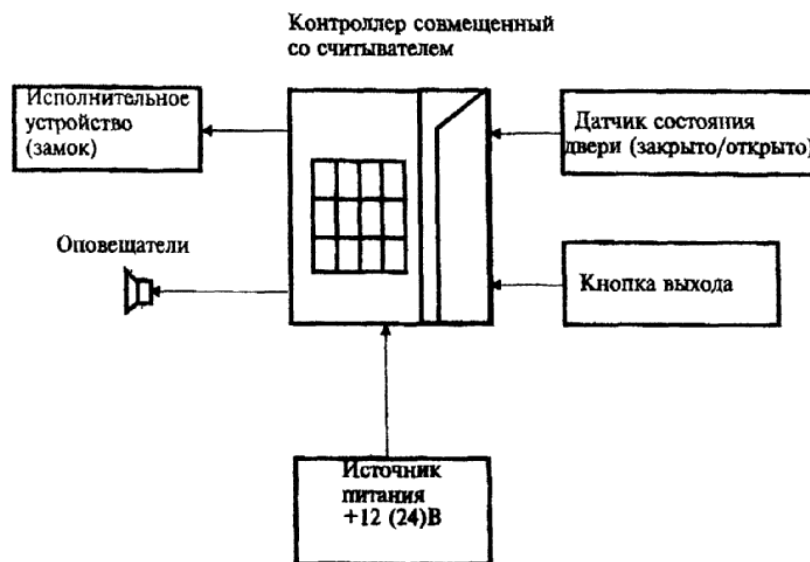 Контроллер совмещенный
со считывателем
Исполнительное
устройство
(замок)
Датчик состояния
двери (закрыто/открыто)
Оповещатели
Кнопка выхода
Источник
питания
+12 (24)В